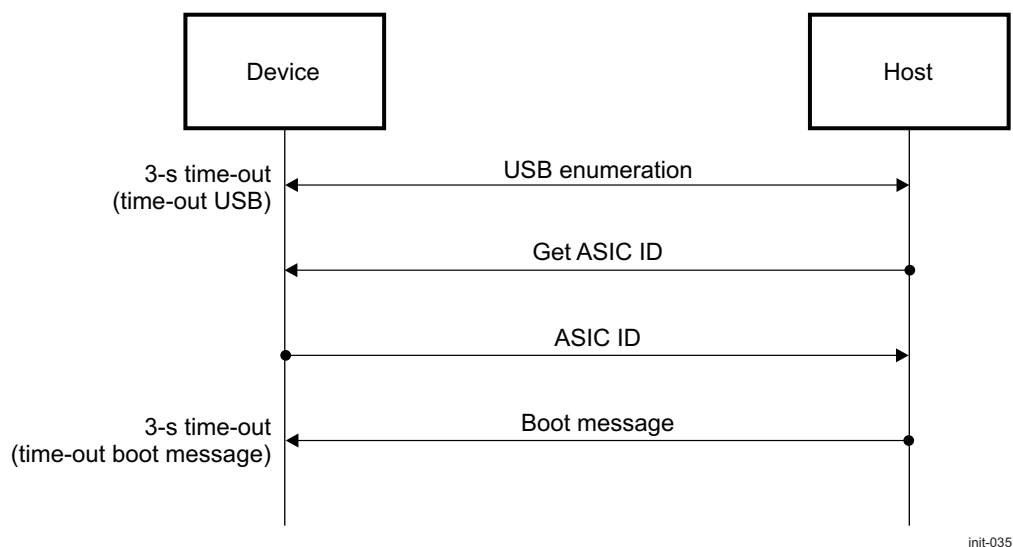 Device
Host
3-s time-out
(time-out USB)
USB enumeration
Get ASIC ID
ASIC ID
3-s time-out
(time-out boot message)
Boot message
init-035